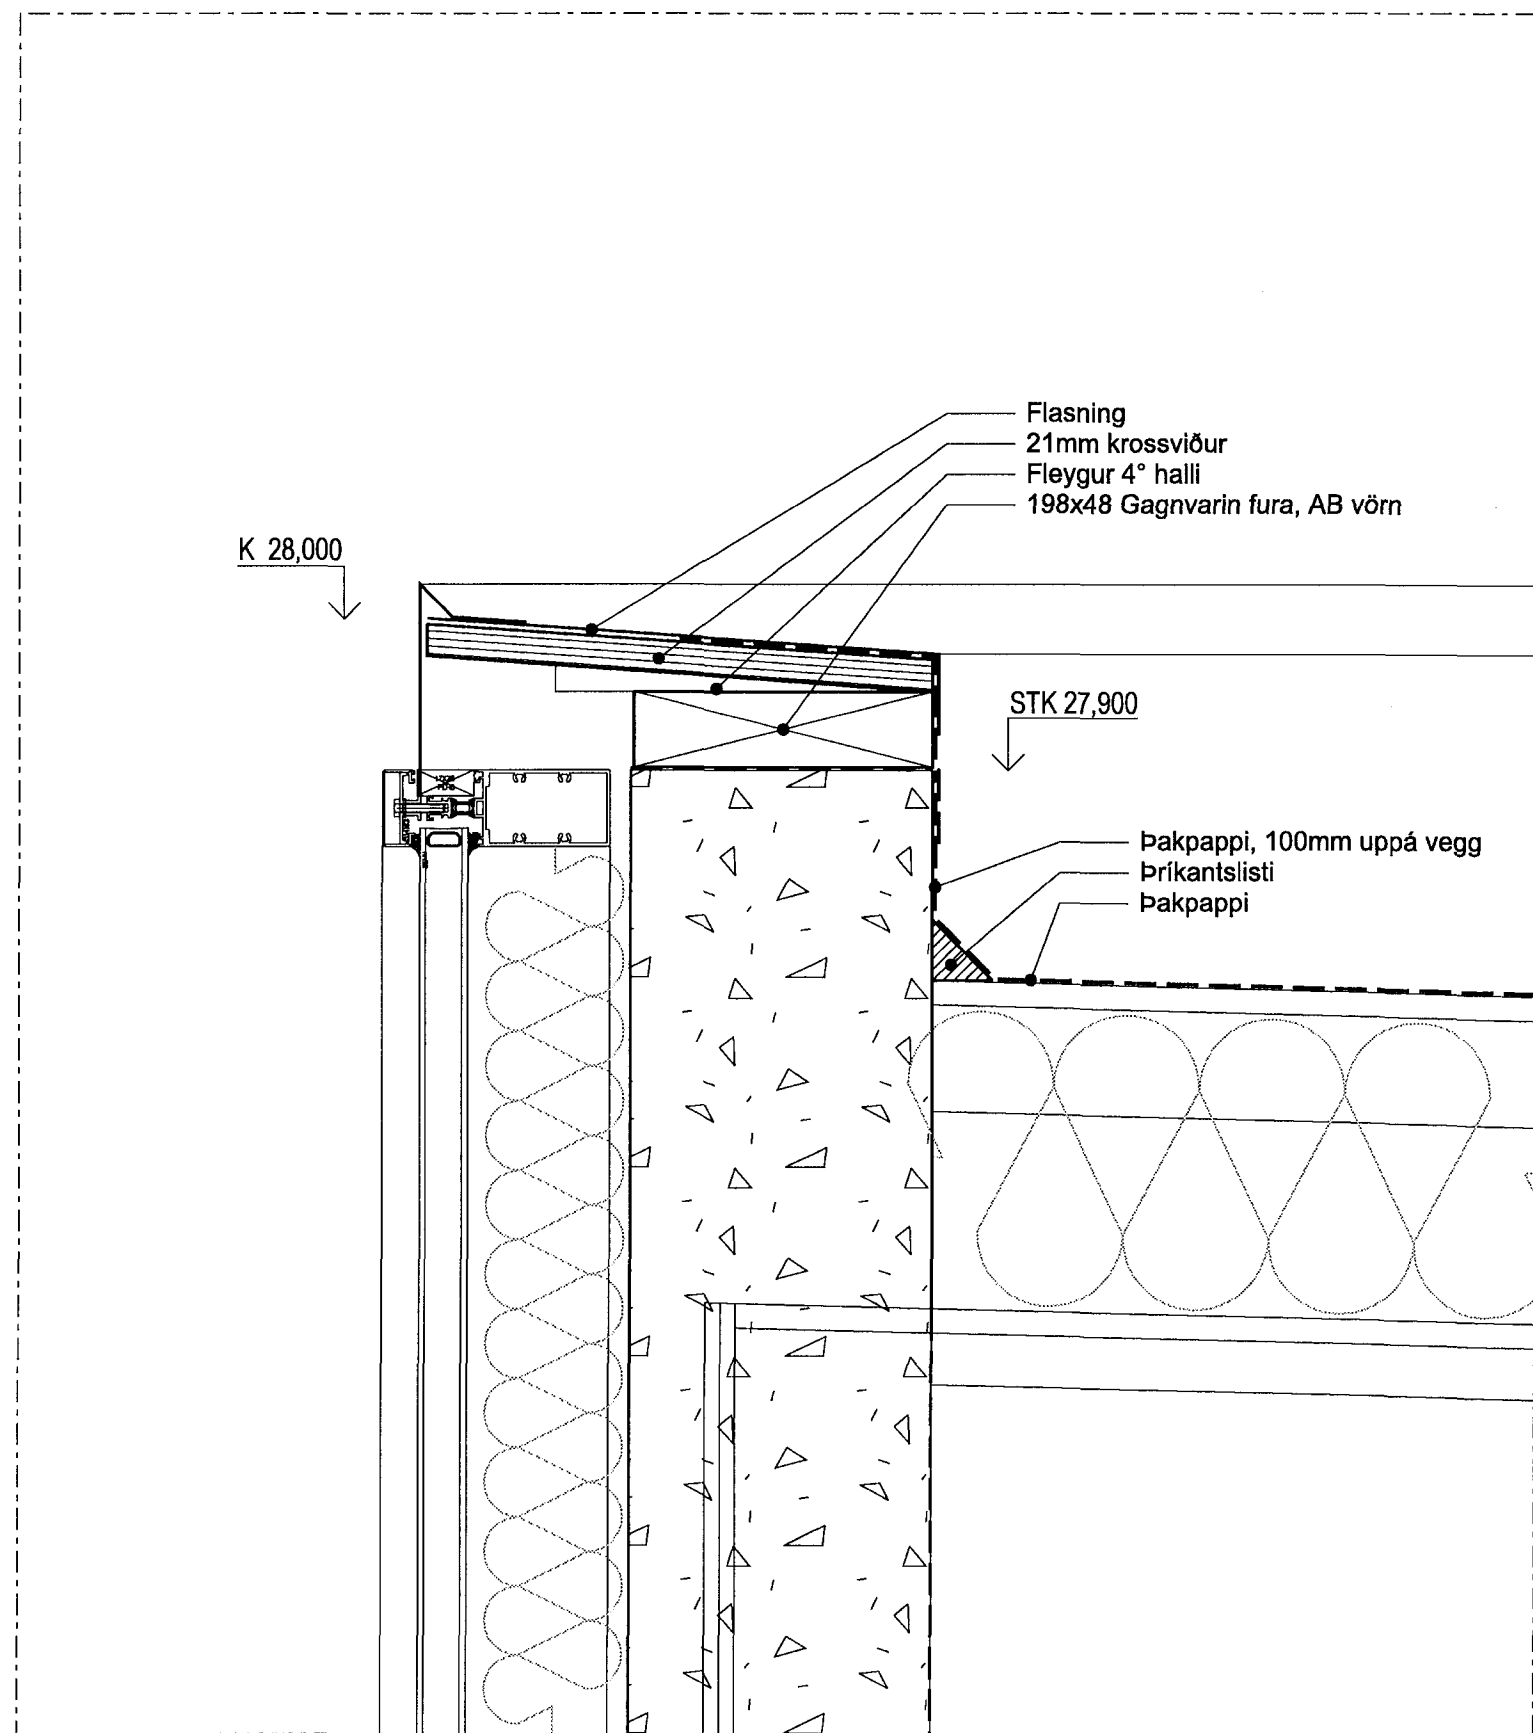 Flasning
21mm krossviður
Fleygur 4° halli
198x48 Gagnvarin fura, AB vörn
K 28,000
STK 27,900
Þakpappi, 100mm uppá vegg
Þríkantslisti
Þakpappi